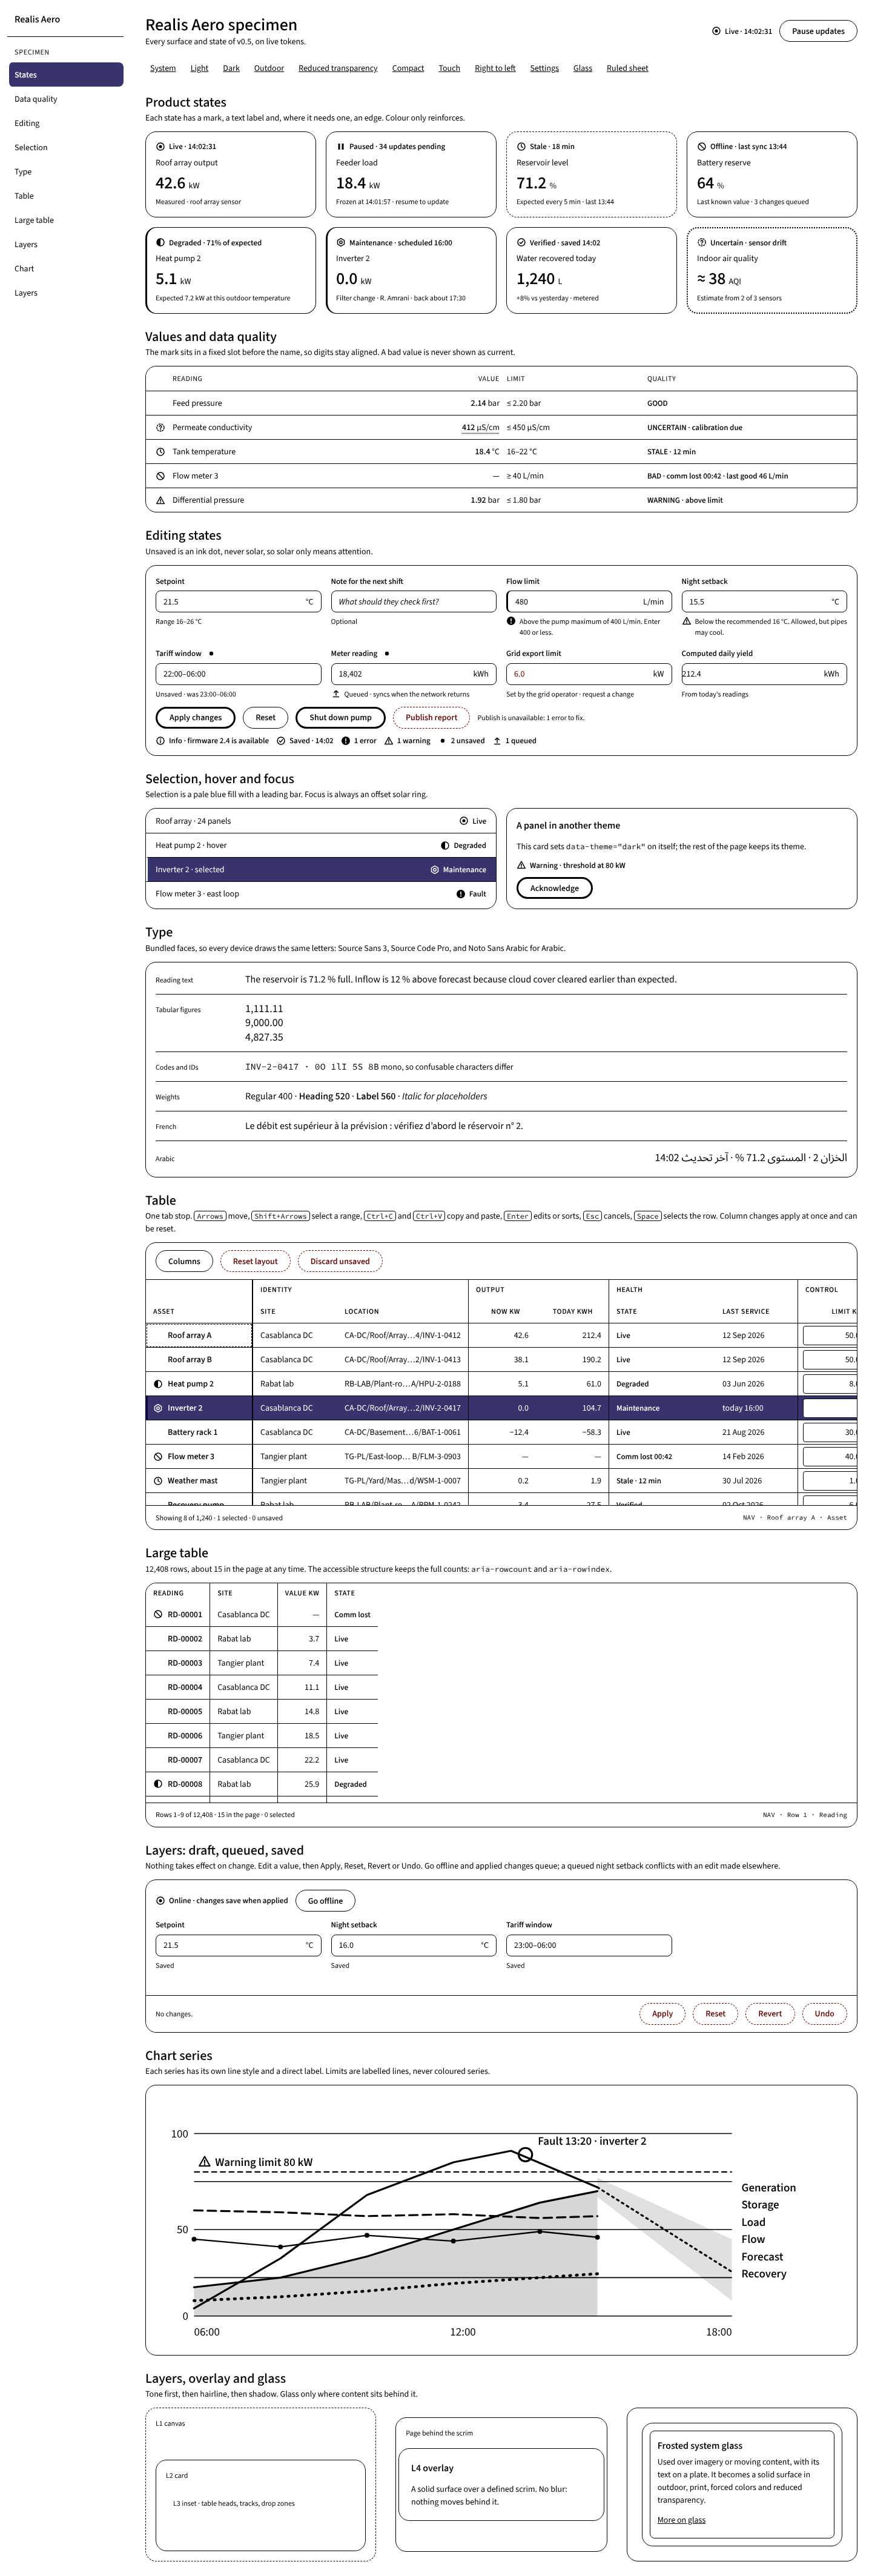 Realis Aero
SPECIMEN
States
Data quality
Editing
Selection
Type
Table
Large table
Layers
Chart
Layers
Realis Aero specimen
Every surface and state of v0.5, on live tokens.
Live · 14:02:31
Pause updates
System Light Dark Outdoor Reduced transparency Compact Touch Right to left Settings Glass Ruled sheet
Product states
Each state has a mark, a text label and, where it needs one, an edge. Colour only reinforces.
Live · 14:02:31
Roof array output
42.6 kW
Measured · roof array sensor
Paused · 34 updates pending
Feeder load
18.4 kW
Frozen at 14:01:57 · resume to update
Stale · 18 min
Reservoir level
71.2 %
Expected every 5 min · last 13:44
Offline · last sync 13:44
Battery reserve
64 %
Last known value · 3 changes queued
Degraded · 71% of expected
Heat pump 2
5.1 kW
Expected 7.2 kW at this outdoor temperature
Maintenance · scheduled 16:00
Inverter 2
0.0 kW
Filter change · R. Amrani · back about 17:30
Verified · saved 14:02
Water recovered today
1,240 L
+8% vs yesterday · metered
Uncertain · sensor drift
Indoor air quality
≈ 38 AQI
Estimate from 2 of 3 sensors
Values and data quality
The mark sits in a fixed slot before the name, so digits stay aligned. A bad value is never shown as current.
READING VALUE LIMIT QUALITY
Feed pressure 2.14 bar ≤ 2.20 bar GOOD
Permeate conductivity 412 µS/cm ≤ 450 µS/cm UNCERTAIN · calibration due
Tank temperature 18.4 °C 16–22 °C STALE · 12 min
Flow meter 3 — ≥ 40 L/min BAD · comm lost 00:42 · last good 46 L/min
Differential pressure 1.92 bar ≤ 1.80 bar WARNING · above limit
Editing states
Unsaved is an ink dot, never solar, so solar only means attention.
Setpoint
21.5 °C
Range 16–26 °C
Note for the next shift
What should they check first?
Optional
Flow limit
480 L/min
Above the pump maximum of 400 L/min. Enter
400 or less.
Night setback
15.5 °C
Below the recommended 16 °C. Allowed, but pipes
may cool.
Tariff window
22:00–06:00
Unsaved · was 23:00–06:00
Meter reading
18,402 kWh
Queued · syncs when the network returns
Grid export limit
6.0 kW
Set by the grid operator · request a change
Computed daily yield
212.4 kWh
From today's readings
Apply changes Reset Shut down pump Publish report Publish is unavailable: 1 error to fix.
Info · firmware 2.4 is available Saved · 14:02 1 error 1 warning 2 unsaved 1 queued
Selection, hover and focus
Selection is a pale blue fill with a leading bar. Focus is always an offset solar ring.
Roof array · 24 panels Live
Heat pump 2 · hover Degraded
Inverter 2 · selected Maintenance
Flow meter 3 · east loop Fault
A panel in another theme
This card sets data-theme="dark" on itself; the rest of the page keeps its theme.
Warning · threshold at 80 kW
Acknowledge
Type
Bundled faces, so every device draws the same letters: Source Sans 3, Source Code Pro, and Noto Sans Arabic for Arabic.
Reading text The reservoir is 71.2 % full. Inflow is 12 % above forecast because cloud cover cleared earlier than expected.
Tabular figures 1,111.11
9,000.00
4,827.35
Codes and IDs INV-2-0417 · 0O 1lI 5S 8B mono, so confusable characters differ
Weights Regular 400 · Heading 520 · Label 560 · Italic for placeholders
French Le débit est supérieur à la prévision : vérifiez d’abord le réservoir n° 2.
Arabic الخزان 2 · المستوى 71.2 % · آخر تحديث 14:02
Table
One tab stop. Arrows move, Shift+Arrows select a range, Ctrl+C and Ctrl+V copy and paste, Enter edits or sorts, Esc cancels, Space selects the row. Column changes apply at once and can
be reset.
Columns Reset layout Discard unsaved
IDENTITY OUTPUT HEALTH CONTROL
ASSET SITE LOCATION NOW KW TODAY KWH STATE LAST SERVICE LIMIT K
Roof array A Casablanca DC CA-DC/Roof/Array…4/INV-1-0412 42.6 212.4 Live 12 Sep 2026 50.
Roof array B Casablanca DC CA-DC/Roof/Array…2/INV-1-0413 38.1 190.2 Live 12 Sep 2026 50.
Heat pump 2 Rabat lab RB-LAB/Plant-ro…A/HPU-2-0188 5.1 61.0 Degraded 03 Jun 2026 8.
Inverter 2 Casablanca DC CA-DC/Roof/Array…2/INV-2-0417 0.0 104.7 Maintenance today 16:00
Battery rack 1 Casablanca DC CA-DC/Basement…6/BAT-1-0061 −12.4 −58.3 Live 21 Aug 2026 30.
Flow meter 3 Tangier plant TG-PL/East-loop… B/FLM-3-0903 — — Comm lost 00:42 14 Feb 2026 40.
Weather mast Tangier plant TG-PL/Yard/Mas…d/WSM-1-0007 0.2 1.9 Stale · 12 min 30 Jul 2026 1.
Recovery pump Rabat lab RB-LAB/Plant-ro…A/RPM-1-0242 3.4 27.5 Verified 02 Oct 2026 6.
Showing 8 of 1,240 · 1 selected · 0 unsaved NAV · Roof array A · Asset
Large table
12,408 rows, about 15 in the page at any time. The accessible structure keeps the full counts: aria-rowcount and aria-rowindex.
READING SITE VALUE KW STATE
RD-00001 Casablanca DC — Comm lost
RD-00002 Rabat lab 3.7 Live
RD-00003 Tangier plant 7.4 Live
RD-00004 Casablanca DC 11.1 Live
RD-00005 Rabat lab 14.8 Live
RD-00006 Tangier plant 18.5 Live
RD-00007 Casablanca DC 22.2 Live
RD-00008 Rabat lab 25.9 Degraded
Rows 1–9 of 12,408 · 15 in the page · 0 selected NAV · Row 1 · Reading
Layers: draft, queued, saved
Nothing takes effect on change. Edit a value, then Apply, Reset, Revert or Undo. Go offline and applied changes queue; a queued night setback conflicts with an edit made elsewhere.
Online · changes save when applied Go offline
Setpoint
21.5 °C
Saved
Night setback
16.0 °C
Saved
Tariff window
23:00–06:00
Saved
No changes. Apply Reset Revert Undo
Chart series
Each series has its own line style and a direct label. Limits are labelled lines, never coloured series.
100
50
0
Warning limit 80 kW
Fault 13:20 · inverter 2
Generation
Storage
Load
Flow
Forecast
Recovery
06:00 12:00 18:00
Layers, overlay and glass
Tone first, then hairline, then shadow. Glass only where content sits behind it.
L1 canvas
L2 card
L3 inset · table heads, tracks, drop zones
Page behind the scrim
L4 overlay
A solid surface over a defined scrim. No blur:
nothing moves behind it.
Frosted system glass
Used over imagery or moving content, with its
text on a plate. It becomes a solid surface in
outdoor, print, forced colors and reduced
transparency.
More on glass